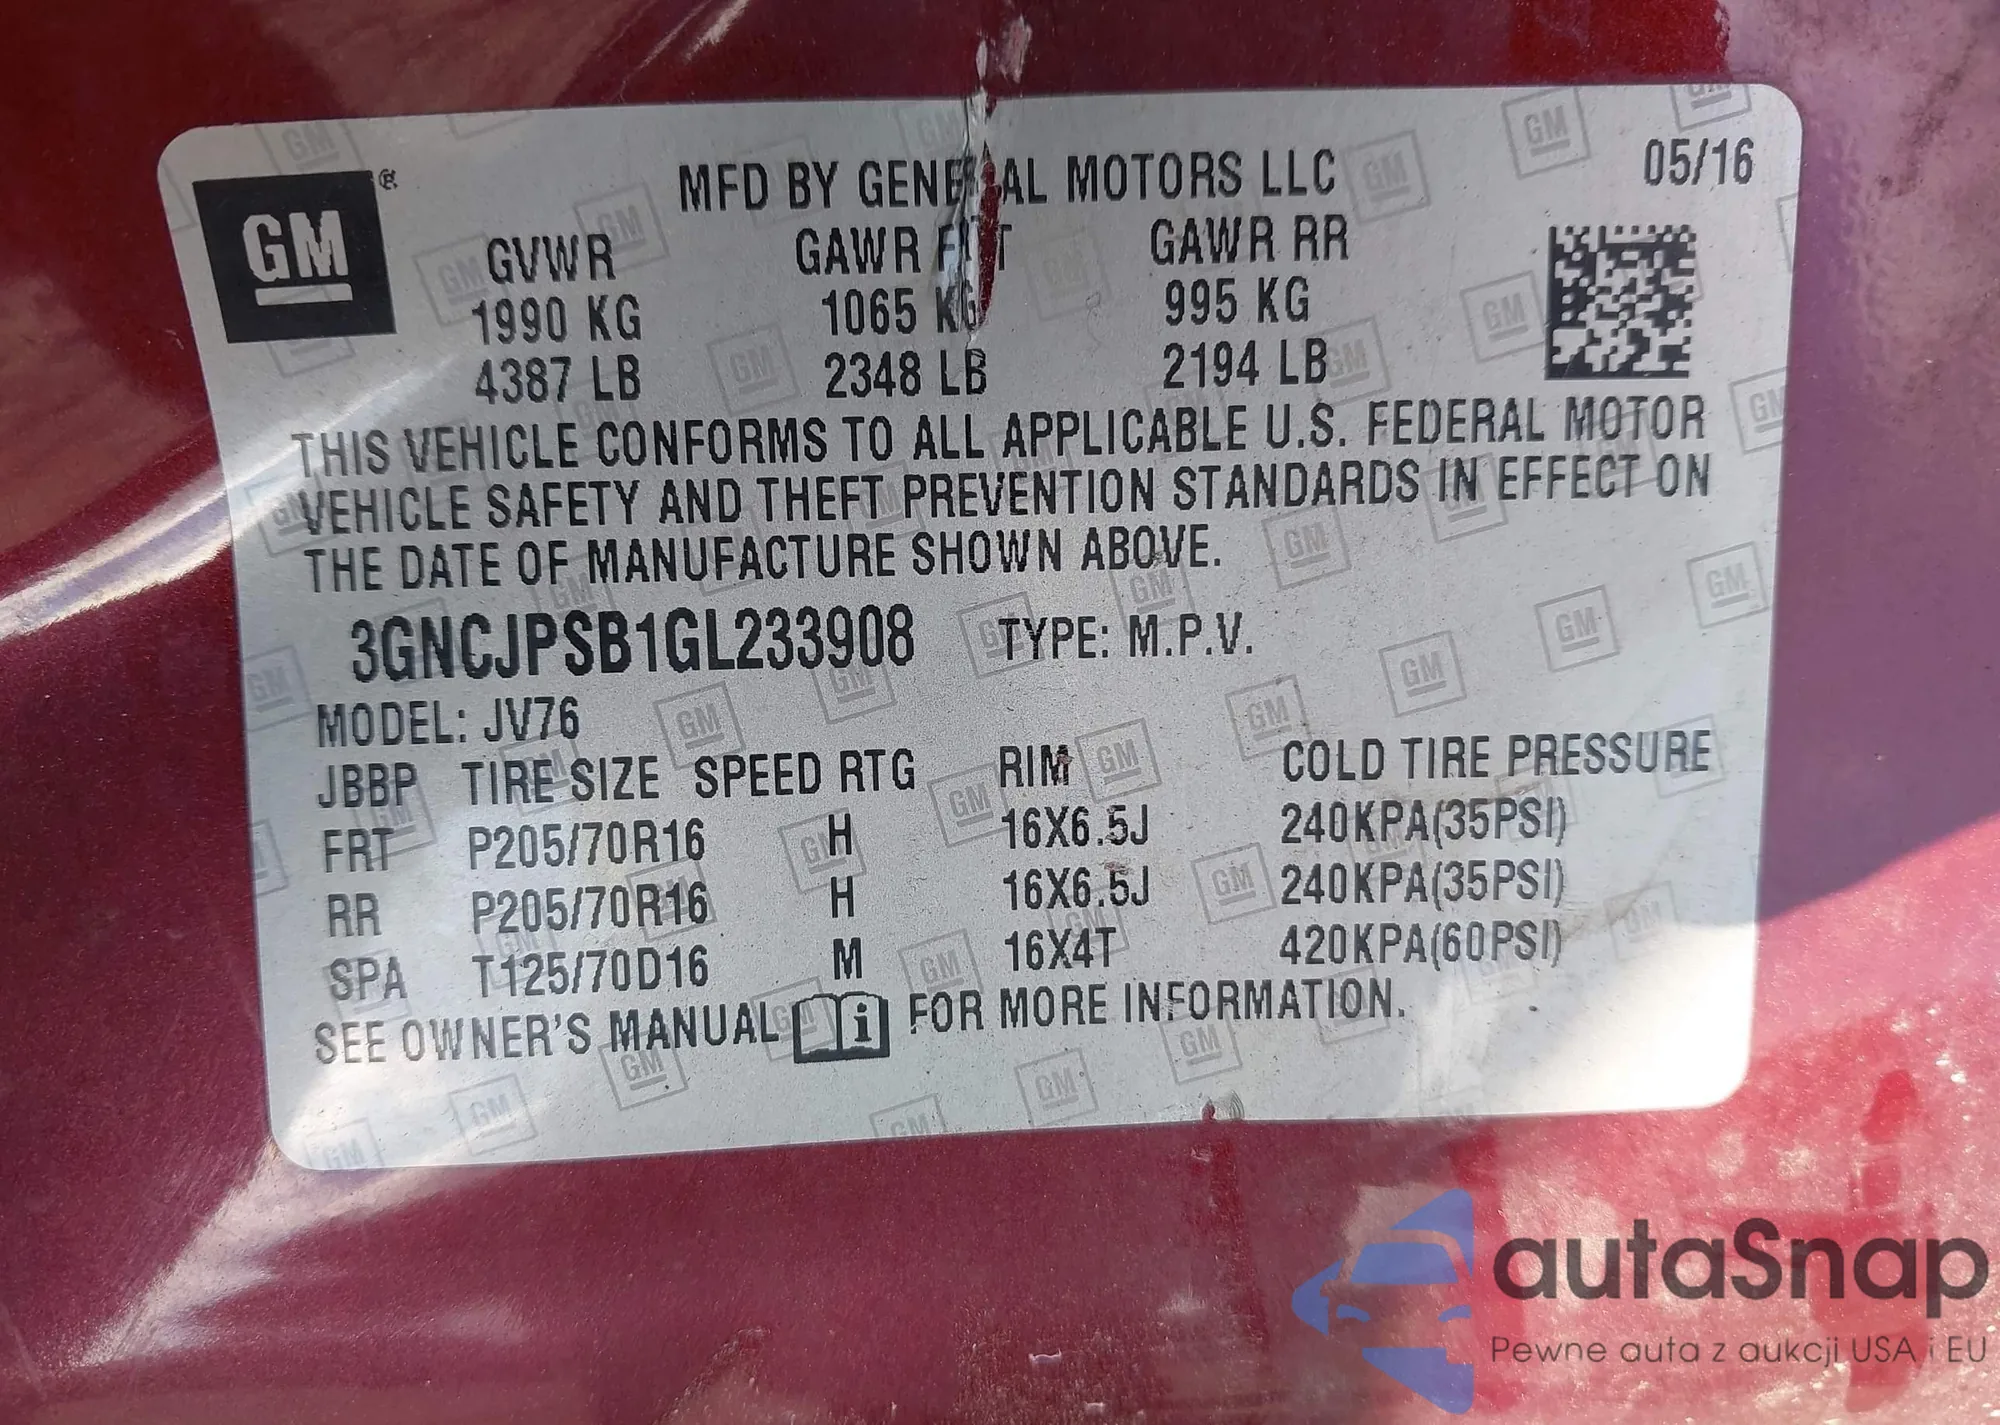 GM ®
MFD BY GENERAL MOTORS LLC 05/16
GVWR GAWR FRT GAWR RR
1990 KG 1065 KG 995 KG
4387 LB 2348 LB 2194 LB
THIS VEHICLE CONFORMS TO ALL APPLICABLE U.S. FEDERAL MOTOR
VEHICLE SAFETY AND THEFT PREVENTION STANDARDS IN EFFECT ON
THE DATE OF MANUFACTURE SHOWN ABOVE.
3GNCJPSB1GL233908 TYPE: M.P.V.
MODEL: JV76
JBBP TIRE SIZE SPEED RTG RIM COLD TIRE PRESSURE
FRT P205/70R16 H 16X6.5J 240KPA(35PSI)
RR P205/70R16 H 16X6.5J 240KPA(35PSI)
SPA T125/70D16 M 16X4T 420KPA(60PSI)
SEE OWNER'S MANUAL i FOR MORE INFORMATION.
autaSnap
Pewne auta z aukcji USA i EU